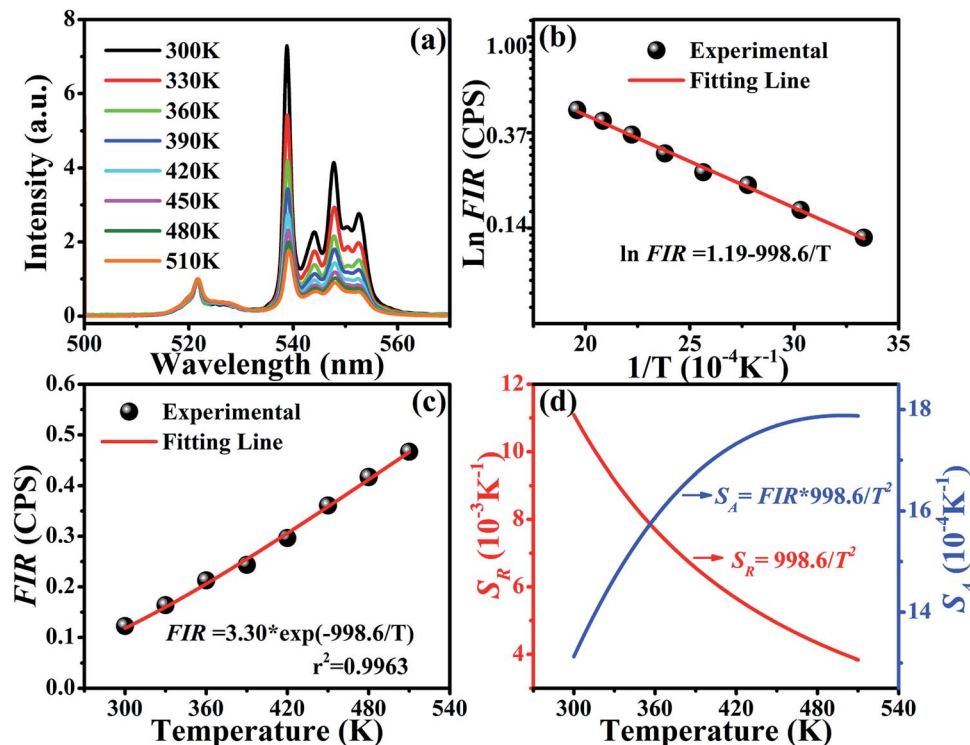 (a)
8
6
4
2
0
Intensity (a.u.)
300K
330K
360K
390K
420K
450K
480K
510K
500 520 540 560
Wavelength (nm)
(b)
1.00
0.37
0.14
Ln FIR (CPS)
Experimental
Fitting Line
ln FIR =1.19-998.6/T
20 25 30 35
1/T (10⁻⁴K⁻¹)
(c)
0.6
0.5
0.4
0.3
0.2
0.1
0.0
FIR (CPS)
Experimental
Fitting Line
FIR =3.30*exp(-998.6/T)
r²=0.9963
300 360 420 480 540
Temperature (K)
(d)
12
10
8
6
4
S_R (10⁻³K⁻¹)
S_A= FIR*998.6/T²
S_R= 998.6/T²
18
16
14
S_A (10⁻⁴K⁻¹)
300 360 420 480 540
Temperature (K)